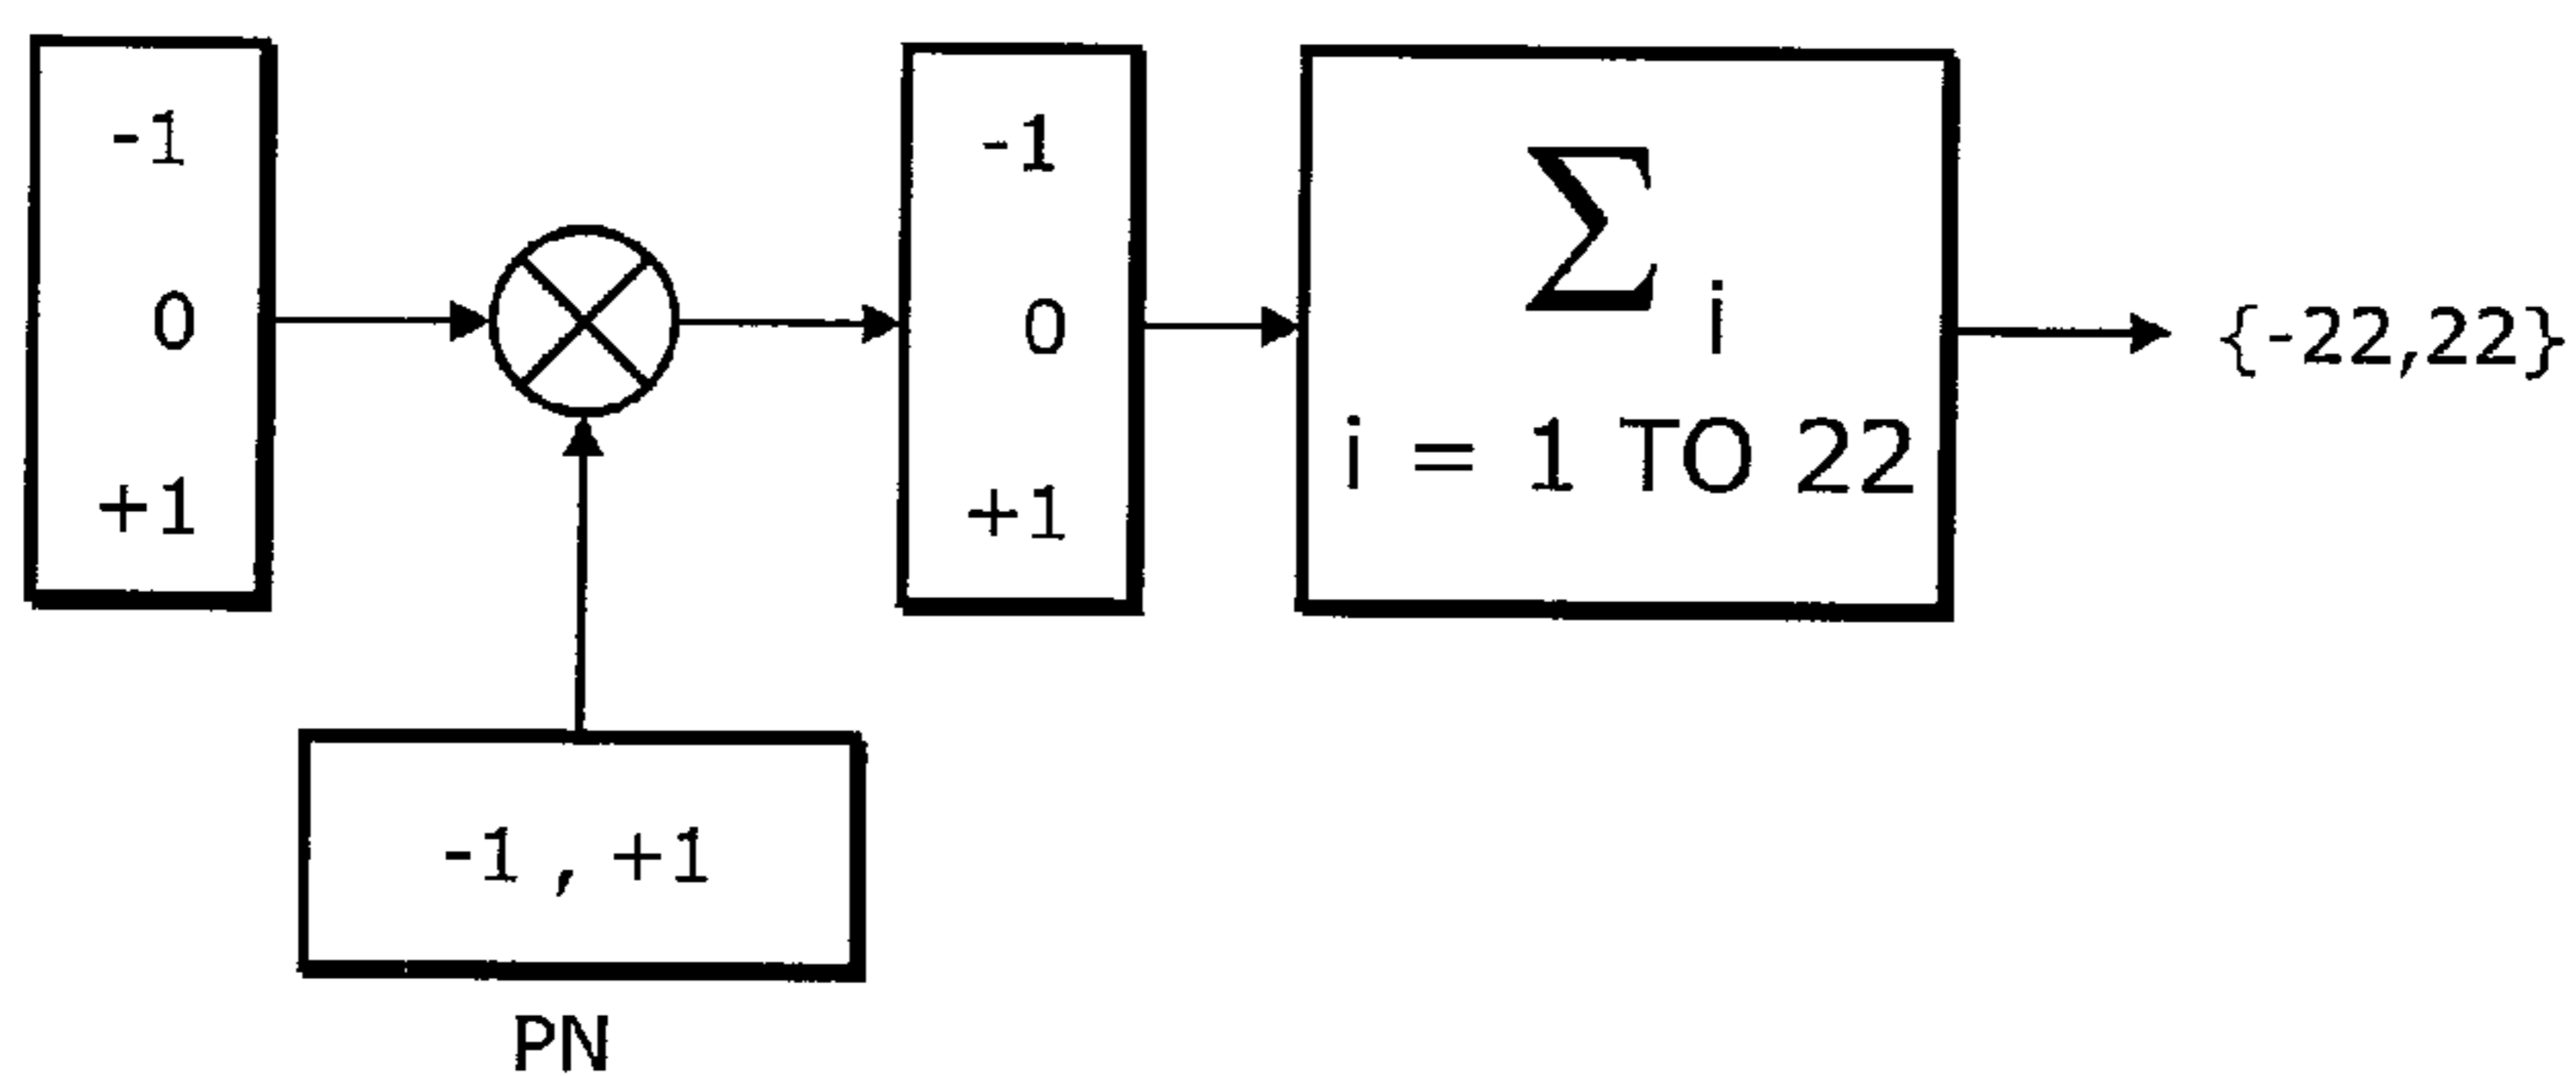 -1
0
+1
-1
0
+1
∑ i
i = 1 TO 22
{-22,22}
-1 , +1
PN